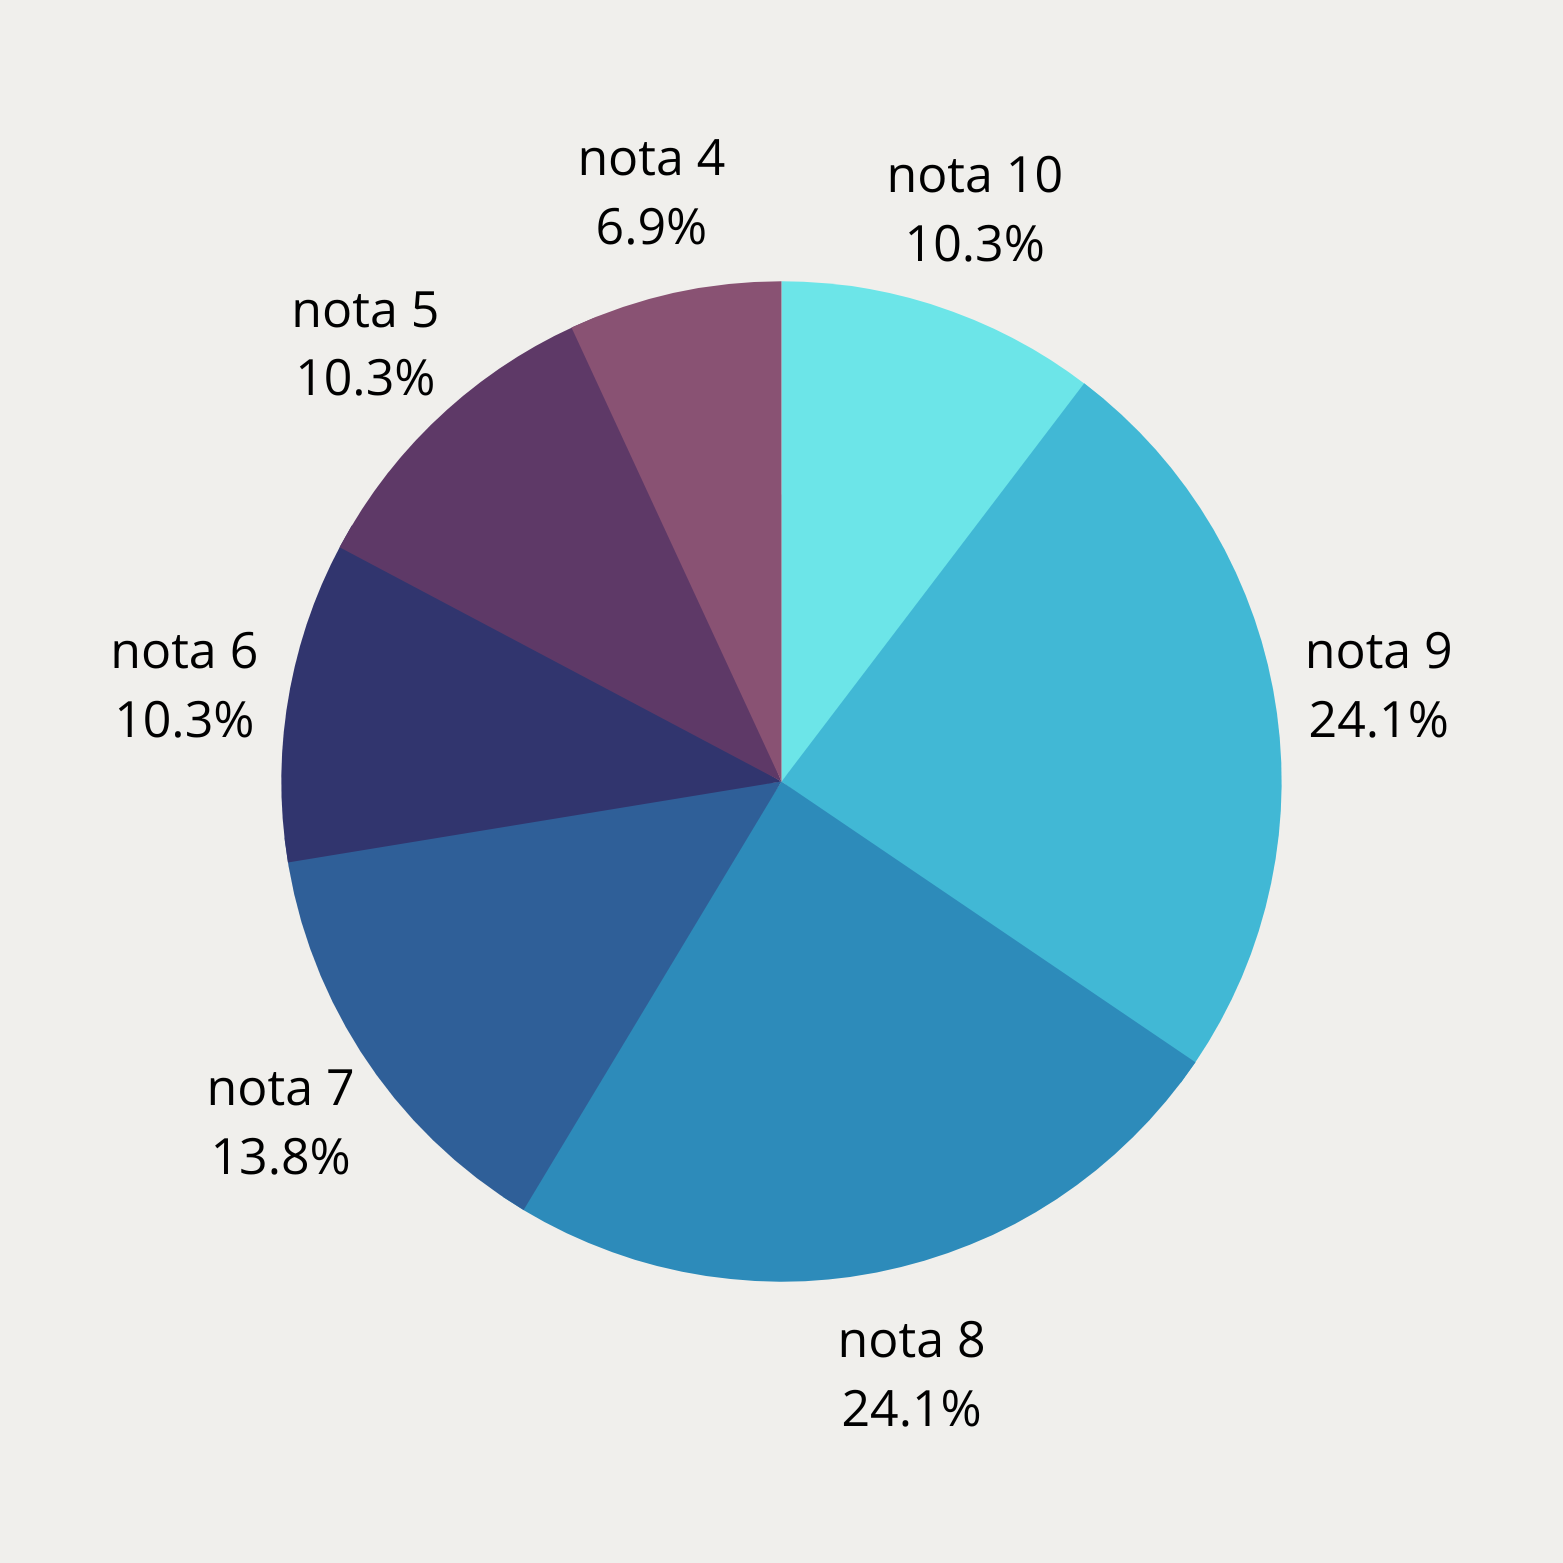 nota 4
6.9%
nota 10
10.3%
nota 5
10.3%
nota 6
10.3%
nota 9
24.1%
nota 7
13.8%
nota 8
24.1%